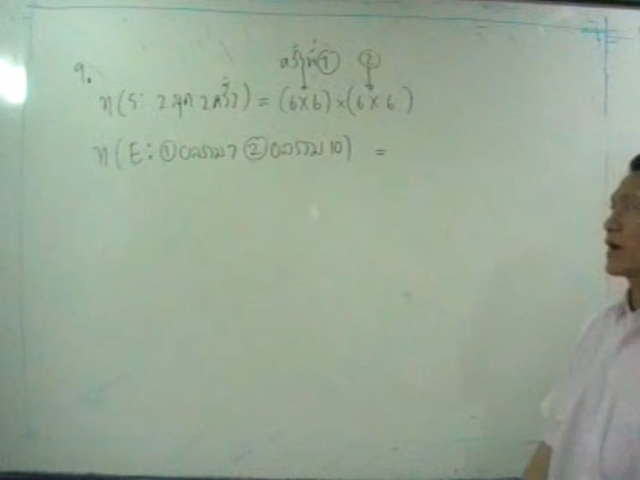 ครั้งที่ ① ②
9.
n(S: 2 ลูก 2 ครั้ง) = (6×6)×(6×6)
n(E: ① ผลรวม 7 ② ผลรวม 10) =